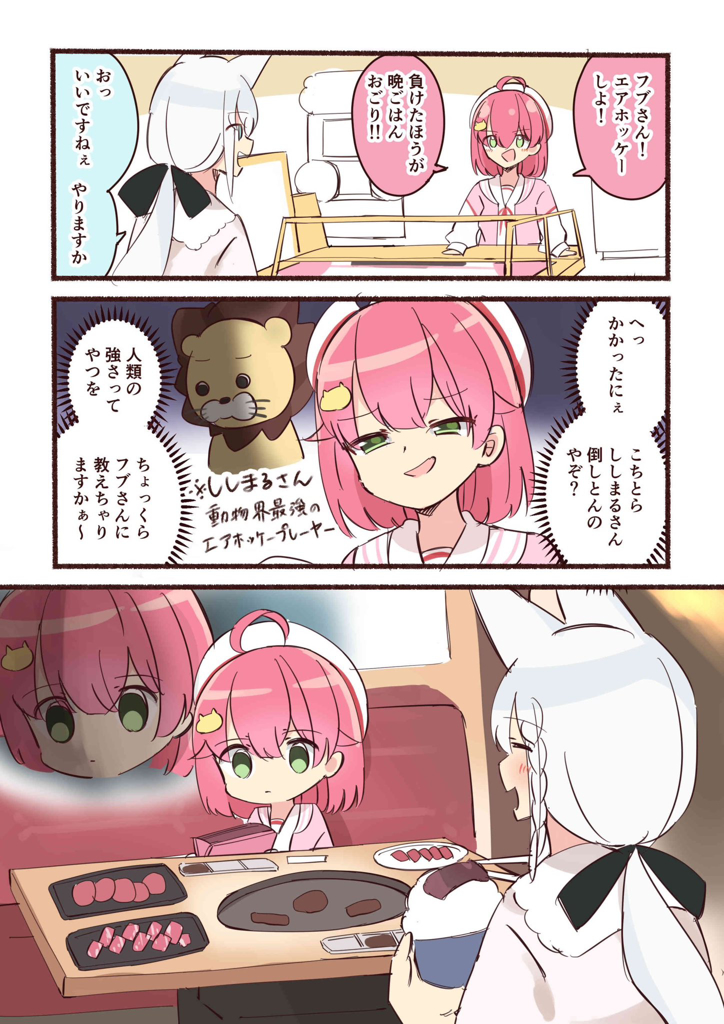 フブさん!
エアホッケー
しよ!
負けたほうが
晩ごはん
おごり!!
おっ
いいですねぇ やりますか
へっ
かかったにぇ
こちとら
ししまるさん
倒しとんの
やぞ?
※ししまるさん
動物界最強の
エアホッケープレーヤー
人類の
強さって
やつを
ちょっくら
フブさんに
教えちゃり
ますかぁ~